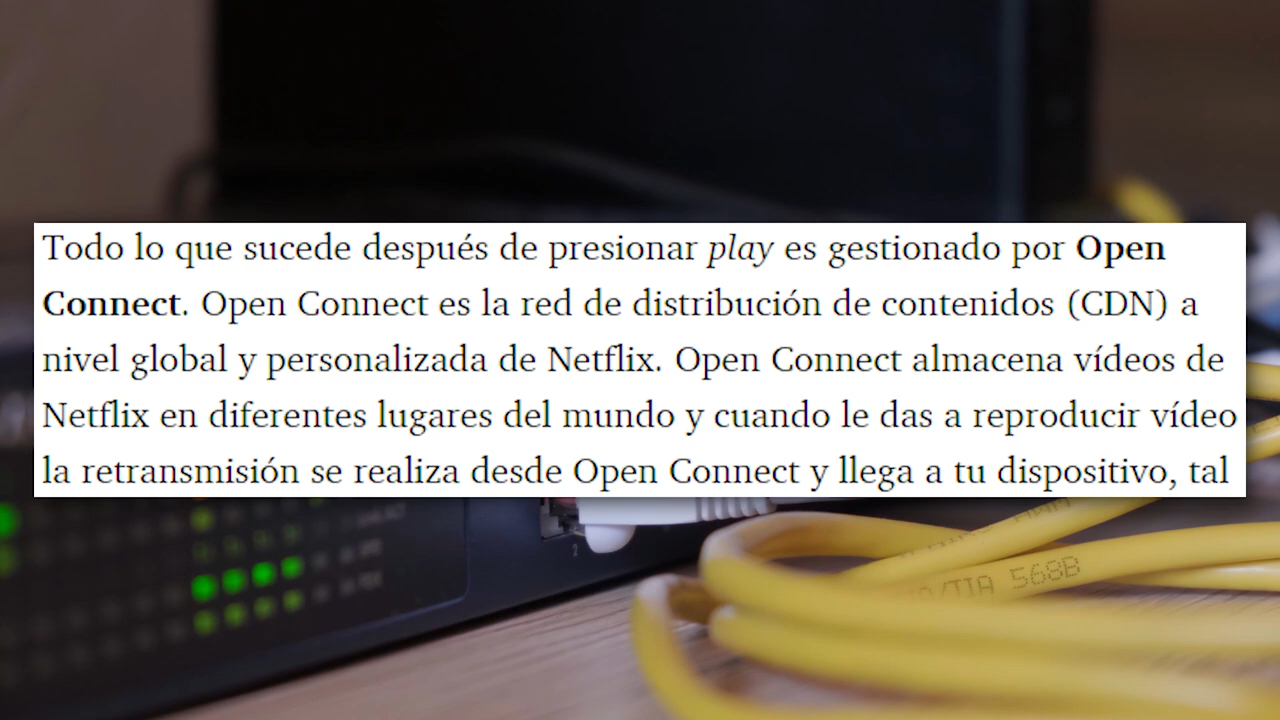 Todo lo que sucede después de presionar play es gestionado por Open
Connect. Open Connect es la red de distribución de contenidos (CDN) a
nivel global y personalizada de Netflix. Open Connect almacena vídeos de
Netflix en diferentes lugares del mundo y cuando le das a reproducir vídeo
la retransmisión se realiza desde Open Connect y llega a tu dispositivo, tal
2
/TIA 568B